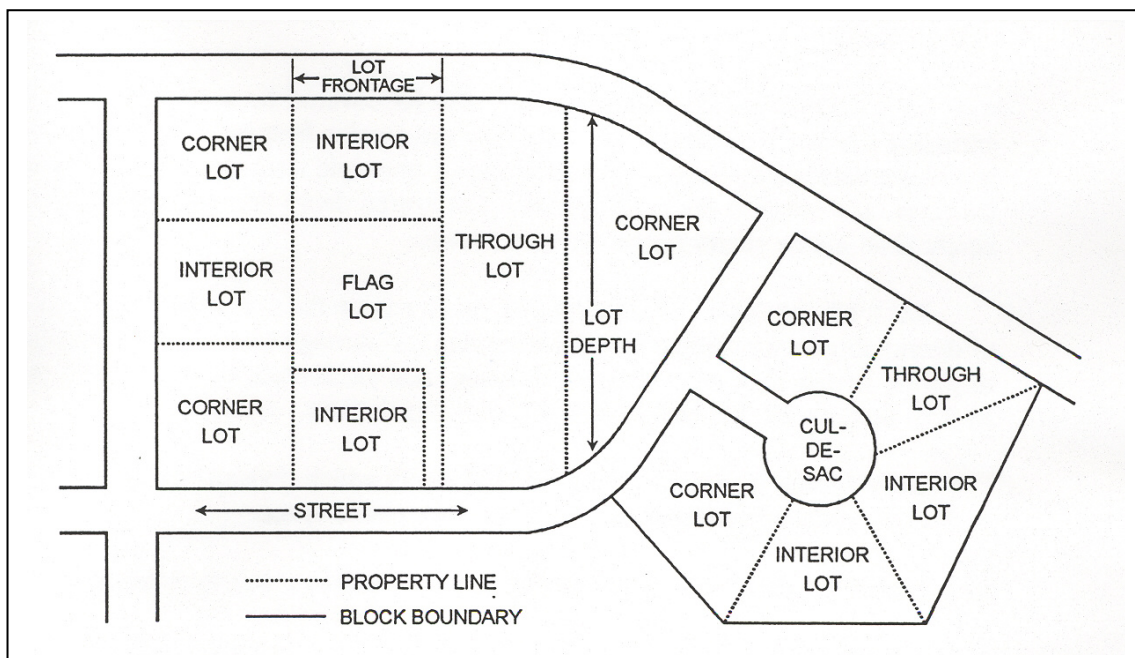 LOT
FRONTAGE
CORNER
LOT
INTERIOR
LOT
THROUGH
LOT
CORNER
LOT
INTERIOR
LOT
FLAG
LOT
LOT
DEPTH
CORNER
LOT
INTERIOR
LOT
CORNER
LOT
THROUGH
LOT
CUL-
DE-
SAC
INTERIOR
LOT
CORNER
LOT
INTERIOR
LOT
STREET
PROPERTY LINE
BLOCK BOUNDARY